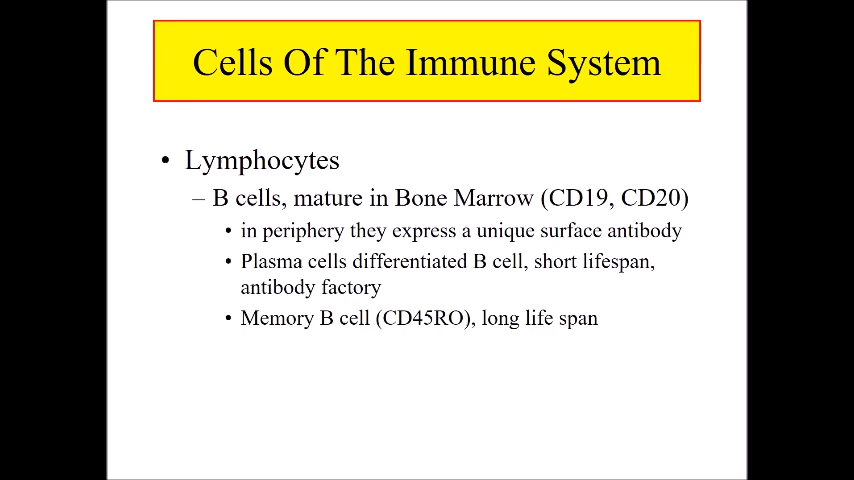 Cells Of The Immune System
• Lymphocytes
– B cells, mature in Bone Marrow (CD19, CD20)
• in periphery they express a unique surface antibody
• Plasma cells differentiated B cell, short lifespan,
antibody factory
• Memory B cell (CD45RO), long life span